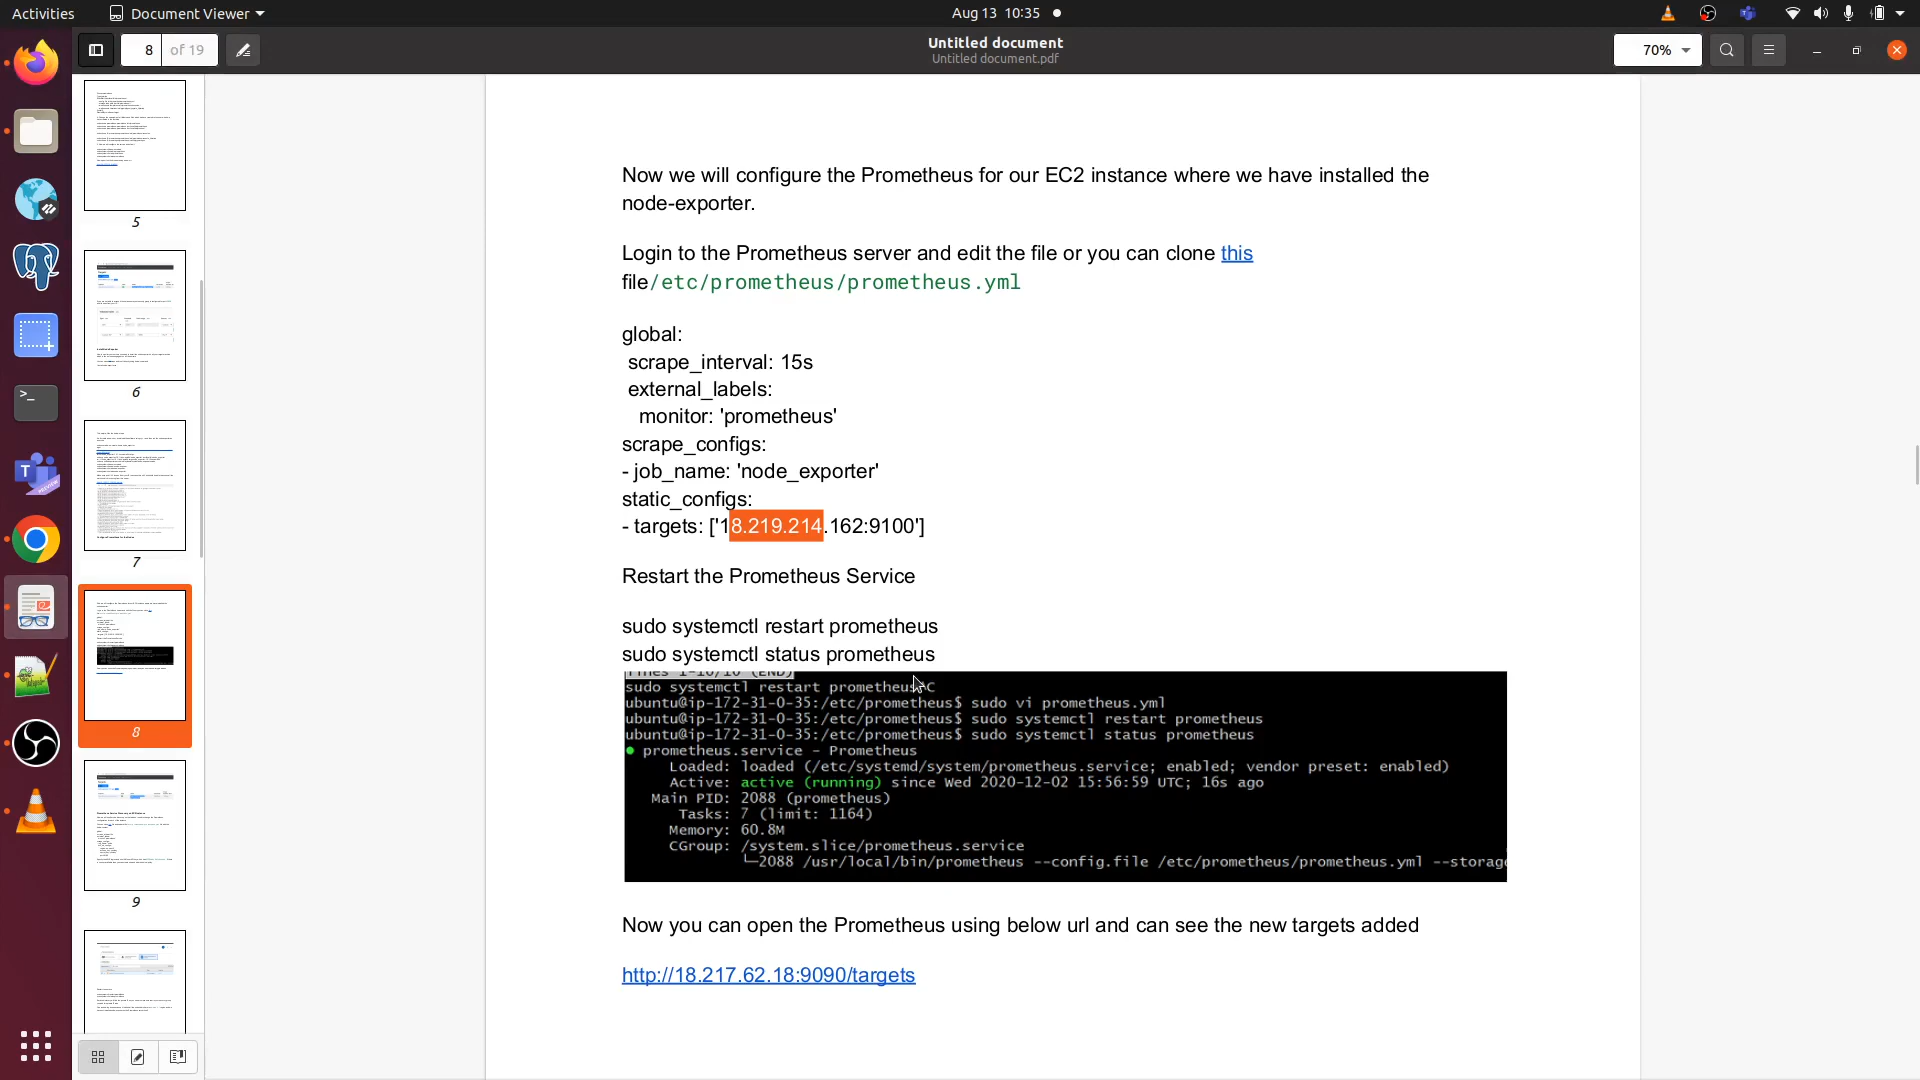 Activities
Document Viewer
Aug 13 10:35
8 of 19
Untitled document
Untitled document.pdf
70%
5
6
7
8
9
Now we will configure the Prometheus for our EC2 instance where we have installed the
node-exporter.
Login to the Prometheus server and edit the file or you can clone this
file/etc/prometheus/prometheus.yml
global:
scrape_interval: 15s
external_labels:
monitor: 'prometheus'
scrape_configs:
- job_name: 'node_exporter'
static_configs:
- targets: ['18.219.214.162:9100']
Restart the Prometheus Service
sudo systemctl restart prometheus
sudo systemctl status prometheus
lines 1-10/10 (END)
sudo systemctl restart prometheus^C
ubuntu@ip-172-31-0-35:/etc/prometheus$ sudo vi prometheus.yml
ubuntu@ip-172-31-0-35:/etc/prometheus$ sudo systemctl restart prometheus
ubuntu@ip-172-31-0-35:/etc/prometheus$ sudo systemctl status prometheus
● prometheus.service - Prometheus
Loaded: loaded (/etc/systemd/system/prometheus.service; enabled; vendor preset: enabled)
Active: active (running) since Wed 2020-12-02 15:56:59 UTC; 16s ago
Main PID: 2088 (prometheus)
Tasks: 7 (limit: 1164)
Memory: 60.8M
CGroup: /system.slice/prometheus.service
└─2088 /usr/local/bin/prometheus --config.file /etc/prometheus/prometheus.yml --storage
Now you can open the Prometheus using below url and can see the new targets added
http://18.217.62.18:9090/targets